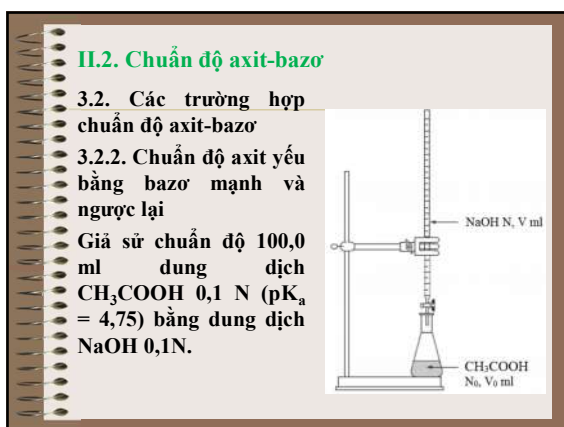 II.2. Chuẩn độ axit-bazơ
3.2. Các trường hợp
chuẩn độ axit-bazơ
3.2.2. Chuẩn độ axit yếu
bằng bazơ mạnh và
ngược lại
Giả sử chuẩn độ 100,0
ml dung dịch
CH₃COOH 0,1 N (pKₐ
= 4,75) bằng dung dịch
NaOH 0,1N.
NaOH N, V ml
CH₃COOH
N₀, V₀ ml